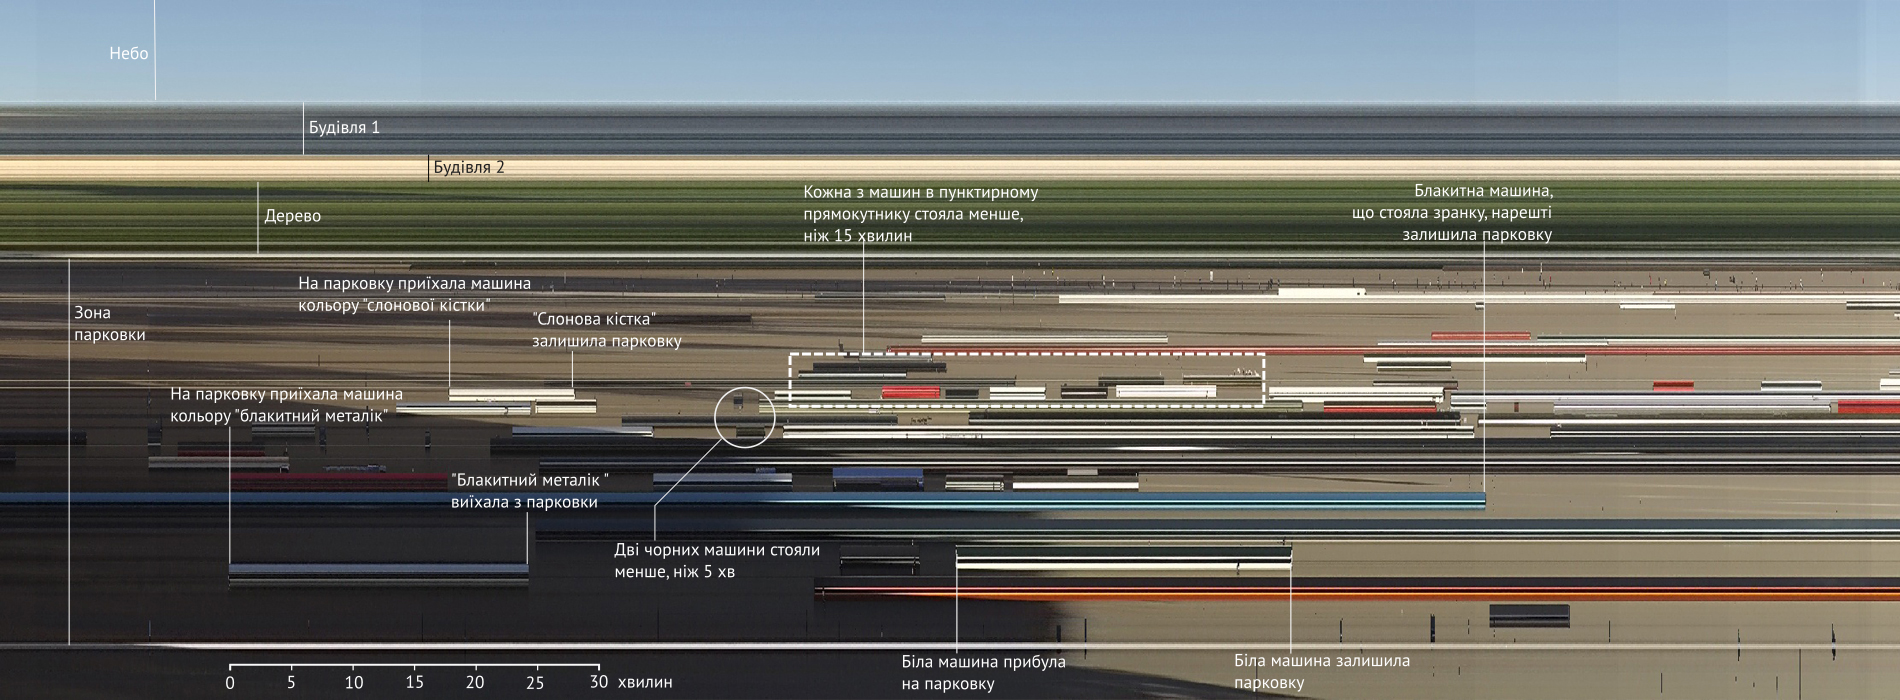 Небо
Будівля 1
Будівля 2
Дерево
Кожна з машин в пунктирному
прямокутнику стояла менше,
ніж 15 хвилин
Блакитна машина,
що стояла зранку, нарешті
залишила парковку
На парковку приїхала машина
кольору "слонової кістки"
Зона
парковки
"Слонова кістка"
залишила парковку
На парковку приїхала машина
кольору "блакитний металік"
"Блакитний металік "
виїхала з парковки
Дві чорних машини стояли
менше, ніж 5 хв
Біла машина прибула
на парковку
Біла машина залишила
парковку
0 5 10 15 20 25 30 хвилин